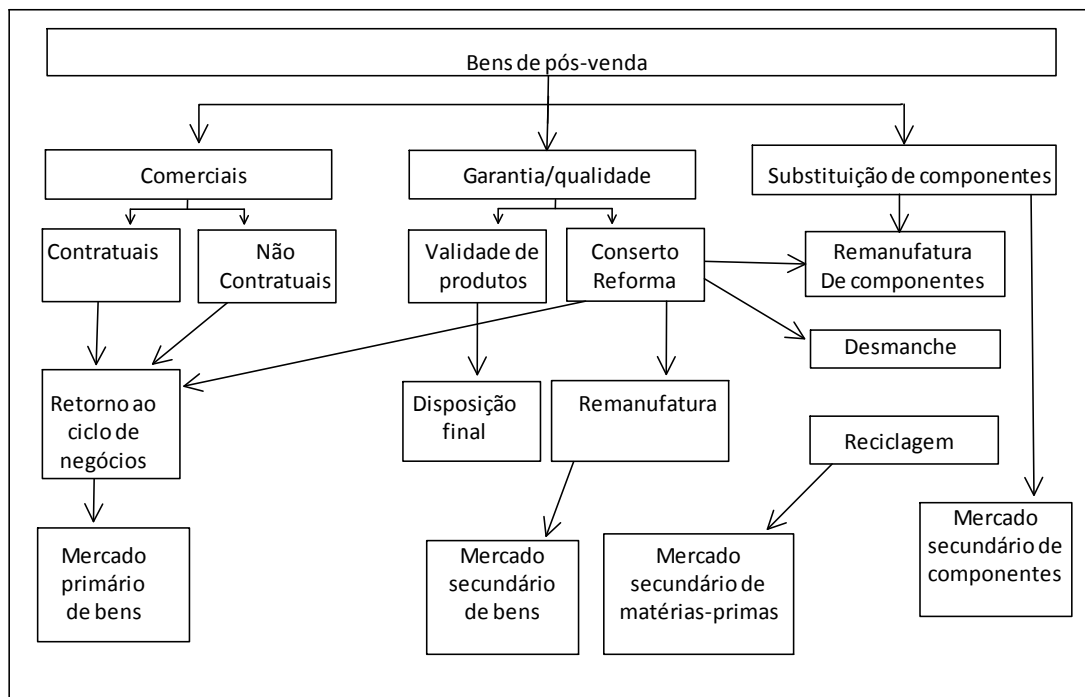 Bens de pós-venda
Comerciais
Garantia/qualidade
Substituição de componentes
Contratuais
Não
Contratuais
Validade de
produtos
Conserto
Reforma
Remanufatura
De componentes
Desmanche
Retorno ao
ciclo de
negócios
Disposição
final
Remanufatura
Reciclagem
Mercado
primário
de bens
Mercado
secundário
de bens
Mercado
secundário de
matérias-primas
Mercado
secundário de
componentes